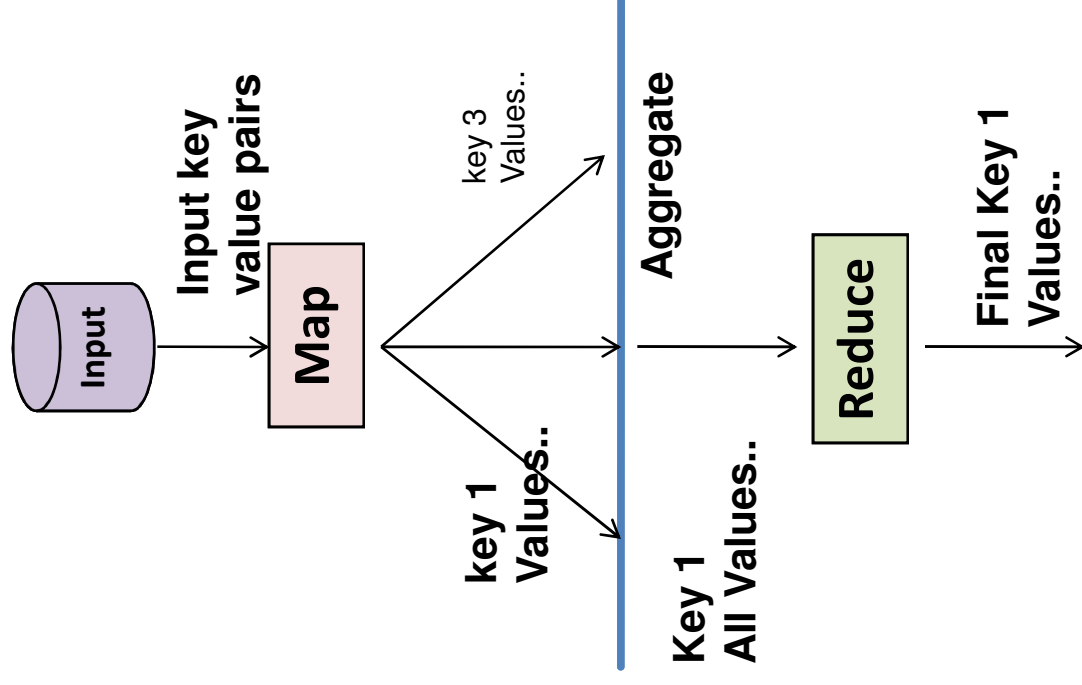 Input
Input key
value pairs
Map
key 1
Values..
key 3
Values..
Aggregate
Key 1
All Values..
Reduce
Final Key 1
Values..